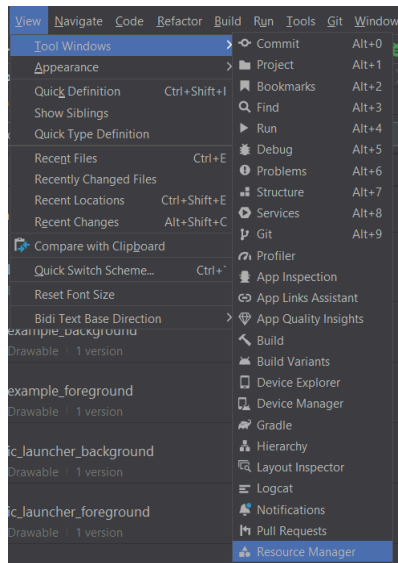 View Navigate Code Refactor Build Run Tools Git Window
Tool Windows
Appearance
Quick Definition Ctrl+Shift+I
Show Siblings
Quick Type Definition
Recent Files Ctrl+E
Recently Changed Files
Recent Locations Ctrl+Shift+E
Recent Changes Alt+Shift+C
Compare with Clipboard
Quick Switch Scheme... Ctrl+`
Reset Font Size
Bidi Text Base Direction
Commit Alt+0
Project Alt+1
Bookmarks Alt+2
Find Alt+3
Run Alt+4
Debug Alt+5
Problems Alt+6
Structure Alt+7
Services Alt+8
Git Alt+9
Profiler
App Inspection
App Links Assistant
App Quality Insights
Build
Build Variants
Device Explorer
Device Manager
Gradle
Hierarchy
Layout Inspector
Logcat
Notifications
Pull Requests
Resource Manager
example_background
Drawable | 1 version
example_foreground
Drawable | 1 version
ic_launcher_background
Drawable | 1 version
ic_launcher_foreground
Drawable | 1 version